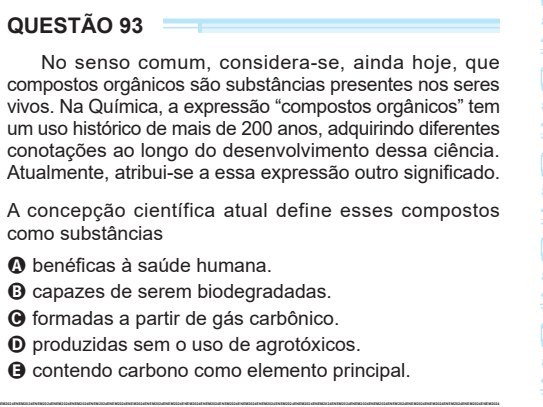 QUESTÃO 93
No senso comum, considera-se, ainda hoje, que
compostos orgânicos são substâncias presentes nos seres
vivos. Na Química, a expressão “compostos orgânicos” tem
um uso histórico de mais de 200 anos, adquirindo diferentes
conotações ao longo do desenvolvimento dessa ciência.
Atualmente, atribui-se a essa expressão outro significado.
A concepção científica atual define esses compostos
como substâncias
A benéficas à saúde humana.
B capazes de serem biodegradadas.
C formadas a partir de gás carbônico.
D produzidas sem o uso de agrotóxicos.
E contendo carbono como elemento principal.